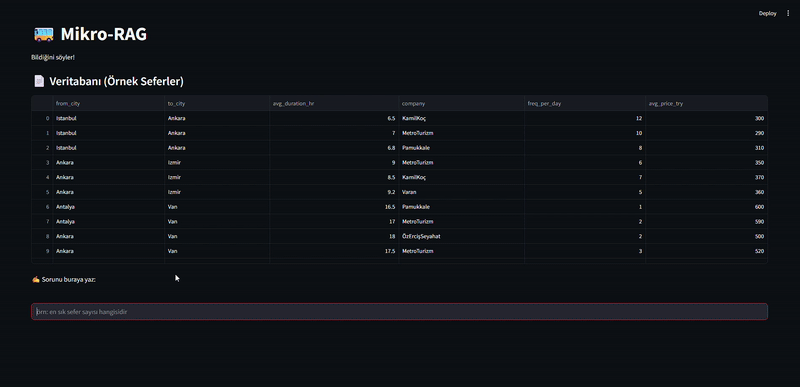 Deploy
Mikro-RAG
Bildiğini söyler!
Veritabanı (Örnek Seferler)
from_city to_city avg_duration_hr company freq_per_day avg_price_try
0 Istanbul Ankara 6.5 KamilKoç 12 300
1 Istanbul Ankara 7 MetroTurizm 10 290
2 Istanbul Ankara 6.8 Pamukkale 8 310
3 Ankara Izmir 9 MetroTurizm 6 350
4 Ankara Izmir 8.5 KamilKoç 7 370
5 Ankara Izmir 9.2 Varan 5 360
6 Antalya Van 16.5 Pamukkale 1 600
7 Antalya Van 17 MetroTurizm 2 590
8 Ankara Van 18 ÖzErcişSeyahat 2 500
9 Ankara Van 17.5 MetroTurizm 3 520
Sorunu buraya yaz:
örn: en sık sefer sayısı hangisidir